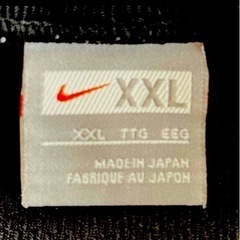 XXL
XXL TTG EEG
MADE IN JAPAN
FABRIQUE AU JAPON